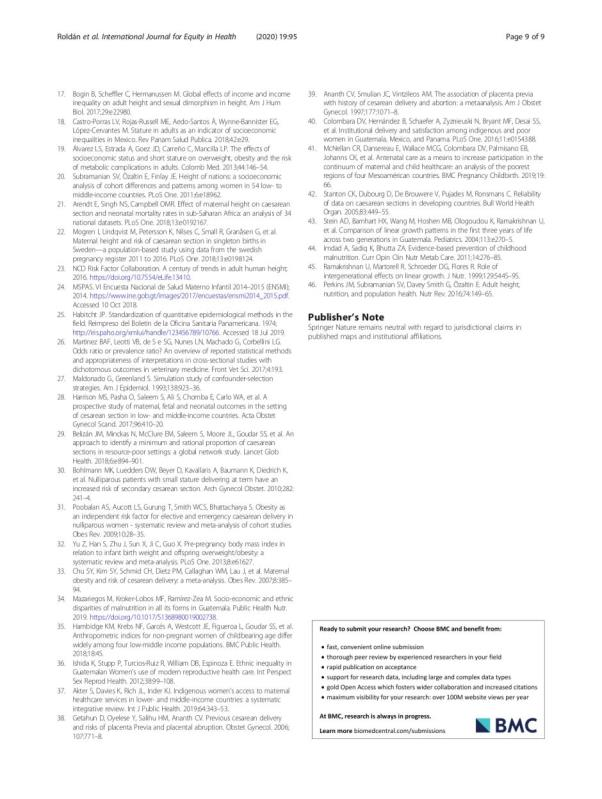 Roldán et al. International Journal for Equity in Health (2020) 19:95
Page 9 of 9
17. Bogin B, Scheffler C, Hermanussen M. Global effects of income and income
inequality on adult height and sexual dimorphism in height. Am J Hum
Biol. 2017;29:e22980.
18. Castro-Porras LV, Rojas-Russell ME, Aedo-Santos Á, Wynne-Bannister EG,
López-Cervantes M. Stature in adults as an indicator of socioeconomic
inequalities in Mexico. Rev Panam Salud Publica. 2018;42:e29.
19. Álvarez LS, Estrada A, Goez JD, Carreño C, Mancilla LP. The effects of
socioeconomic status and short stature on overweight, obesity and the risk
of metabolic complications in adults. Colomb Med. 2013;44:146–54.
20. Subramanian SV, Özaltin E, Finlay JE. Height of nations: a socioeconomic
analysis of cohort differences and patterns among women in 54 low- to
middle-income countries. PLoS One. 2011;6:e18962.
21. Arendt E, Singh NS, Campbell OMR. Effect of maternal height on caesarean
section and neonatal mortality rates in sub-Saharan Africa: an analysis of 34
national datasets. PLoS One. 2018;13:e0192167.
22. Mogren I, Lindqvist M, Petersson K, Nilses C, Small R, Granåsen G, et al.
Maternal height and risk of caesarean section in singleton births in
Sweden—a population-based study using data from the swedish
pregnancy register 2011 to 2016. PLoS One. 2018;13:e0198124.
23. NCD Risk Factor Collaboration. A century of trends in adult human height;
2016. https://doi.org/10.7554/eLife.13410.
24. MSPAS. VI Encuesta Nacional de Salud Materno Infantil 2014–2015 (ENSMI);
2014. https://www.ine.gob.gt/images/2017/encuestas/ensmi2014_2015.pdf.
Accessed 10 Oct 2018.
25. Habicht JP. Standardization of quantitative epidemiological methods in the
field. Reimpreso del Boletín de la Oficina Sanitaria Panamericana. 1974;
http://iris.paho.org/xmlui/handle/123456789/10766. Accessed 18 Jul 2019.
26. Martinez BAF, Leotti VB, de S e SG, Nunes LN, Machado G, Corbellini LG.
Odds ratio or prevalence ratio? An overview of reported statistical methods
and appropriateness of interpretations in cross-sectional studies with
dichotomous outcomes in veterinary medicine. Front Vet Sci. 2017;4:193.
27. Maldonado G, Greenland S. Simulation study of confounder-selection
strategies. Am J Epidemiol. 1993;138:923–36.
28. Harrison MS, Pasha O, Saleem S, Ali S, Chomba E, Carlo WA, et al. A
prospective study of maternal, fetal and neonatal outcomes in the setting
of cesarean section in low- and middle-income countries. Acta Obstet
Gynecol Scand. 2017;96:410–20.
29. Belizán JM, Minckas N, McClure EM, Saleem S, Moore JL, Goudar SS, et al. An
approach to identify a minimum and rational proportion of caesarean
sections in resource-poor settings: a global network study. Lancet Glob
Health. 2018;6:e894–901.
30. Bohlmann MK, Luedders DW, Beyer D, Kavallaris A, Baumann K, Diedrich K,
et al. Nulliparous patients with small stature delivering at term have an
increased risk of secondary cesarean section. Arch Gynecol Obstet. 2010;282:
241–4.
31. Poobalan AS, Aucott LS, Gurung T, Smith WCS, Bhattacharya S. Obesity as
an independent risk factor for elective and emergency caesarean delivery in
nulliparous women - systematic review and meta-analysis of cohort studies.
Obes Rev. 2009;10:28–35.
32. Yu Z, Han S, Zhu J, Sun X, Ji C, Guo X. Pre-pregnancy body mass index in
relation to infant birth weight and offspring overweight/obesity: a
systematic review and meta-analysis. PLoS One. 2013;8:e61627.
33. Chu SY, Kim SY, Schmid CH, Dietz PM, Callaghan WM, Lau J, et al. Maternal
obesity and risk of cesarean delivery: a meta-analysis. Obes Rev. 2007;8:385–
94.
34. Mazariegos M, Kroker-Lobos MF, Ramírez-Zea M. Socio-economic and ethnic
disparities of malnutrition in all its forms in Guatemala. Public Health Nutr.
2019. https://doi.org/10.1017/S1368980019002738.
35. Hambidge KM, Krebs NF, Garcés A, Westcott JE, Figueroa L, Goudar SS, et al.
Anthropometric indices for non-pregnant women of childbearing age differ
widely among four low-middle income populations. BMC Public Health.
2018;18:45.
36. Ishida K, Stupp P, Turcios-Ruiz R, William DB, Espinoza E. Ethnic inequality in
Guatemalan Women's use of modern reproductive health care. Int Perspect
Sex Reprod Health. 2012;38:99–108.
37. Akter S, Davies K, Rich JL, Inder KJ. Indigenous women's access to maternal
healthcare services in lower- and middle-income countries: a systematic
integrative review. Int J Public Health. 2019;64:343–53.
38. Getahun D, Oyelese Y, Salihu HM, Ananth CV. Previous cesarean delivery
and risks of placenta Previa and placental abruption. Obstet Gynecol. 2006;
107:771–8.
39. Ananth CV, Smulian JC, Vintzileos AM. The association of placenta previa
with history of cesarean delivery and abortion: a metaanalysis. Am J Obstet
Gynecol. 1997;177:1071–8.
40. Colombara DV, Hernández B, Schaefer A, Zyznieuski N, Bryant MF, Desai SS,
et al. Institutional delivery and satisfaction among indigenous and poor
women in Guatemala, Mexico, and Panama. PLoS One. 2016;11:e0154388.
41. McNellan CR, Dansereau E, Wallace MCG, Colombara DV, Palmisano EB,
Johanns CK, et al. Antenatal care as a means to increase participation in the
continuum of maternal and child healthcare: an analysis of the poorest
regions of four Mesoamérican countries. BMC Pregnancy Childbirth. 2019;19:
66.
42. Stanton CK, Dubourg D, De Brouwere V, Pujades M, Ronsmans C. Reliability
of data on caesarean sections in developing countries. Bull World Health
Organ. 2005;83:449–55.
43. Stein AD, Barnhart HX, Wang M, Hoshen MB, Ologoudou K, Ramakrishnan U,
et al. Comparison of linear growth patterns in the first three years of life
across two generations in Guatemala. Pediatrics. 2004;113:e270–5.
44. Imdad A, Sadiq K, Bhutta ZA. Evidence-based prevention of childhood
malnutrition. Curr Opin Clin Nutr Metab Care. 2011;14:276–85.
45. Ramakrishnan U, Martorell R, Schroeder DG, Flores R. Role of
intergenerational effects on linear growth. J Nutr. 1999;129:544S–9S.
46. Perkins JM, Subramanian SV, Davey Smith G, Özaltin E. Adult height,
nutrition, and population health. Nutr Rev. 2016;74:149–65.
Publisher's Note
Springer Nature remains neutral with regard to jurisdictional claims in
published maps and institutional affiliations.
Ready to submit your research? Choose BMC and benefit from:
• fast, convenient online submission
• thorough peer review by experienced researchers in your field
• rapid publication on acceptance
• support for research data, including large and complex data types
• gold Open Access which fosters wider collaboration and increased citations
• maximum visibility for your research: over 100M website views per year
At BMC, research is always in progress.
Learn more biomedcentral.com/submissions
BMC